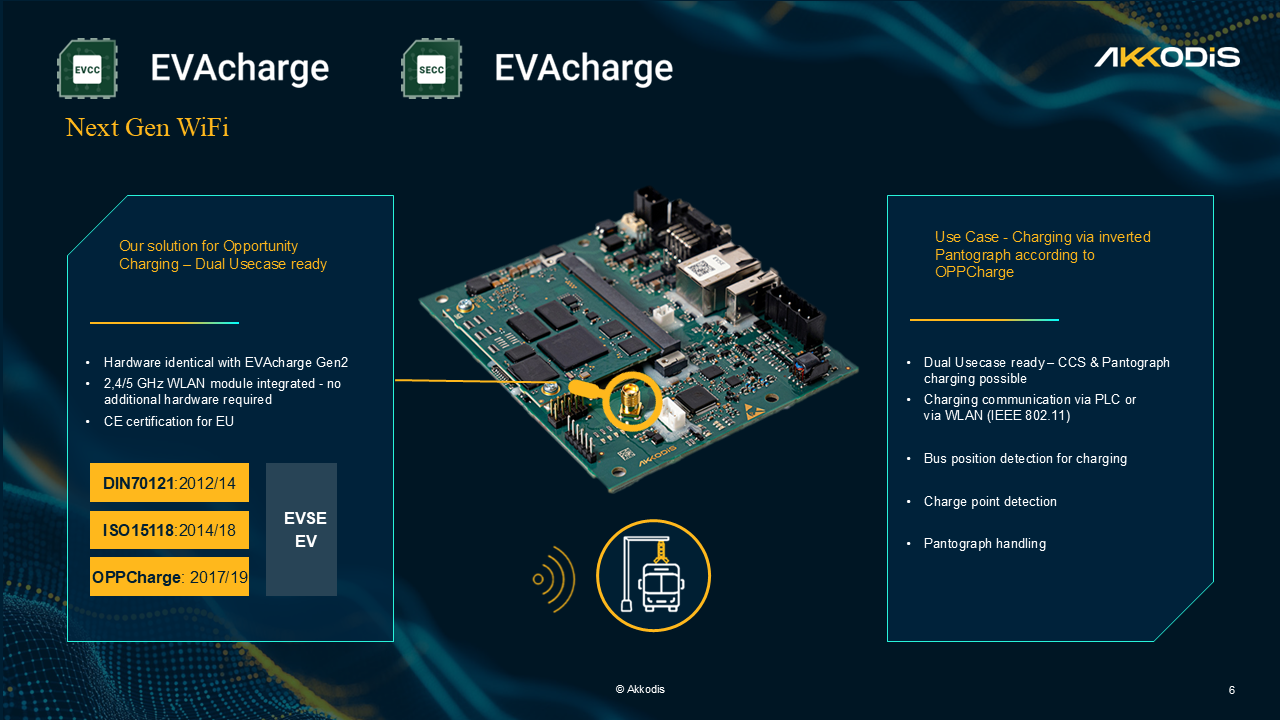 EVCC
EVAcharge
SECC
EVAcharge
AKKODIS
Next Gen WiFi
Our solution for Opportunity
Charging – Dual Usecase ready
• Hardware identical with EVAcharge Gen2
• 2,4/5 GHz WLAN module integrated - no
additional hardware required
• CE certification for EU
DIN70121:2012/14
ISO15118:2014/18
OPPCharge: 2017/19
EVSE
EV
AKKODIS
Use Case - Charging via inverted
Pantograph according to
OPPCharge
• Dual Usecase ready – CCS & Pantograph
charging possible
• Charging communication via PLC or
via WLAN (IEEE 802.11)
• Bus position detection for charging
• Charge point detection
• Pantograph handling
© Akkodis
6